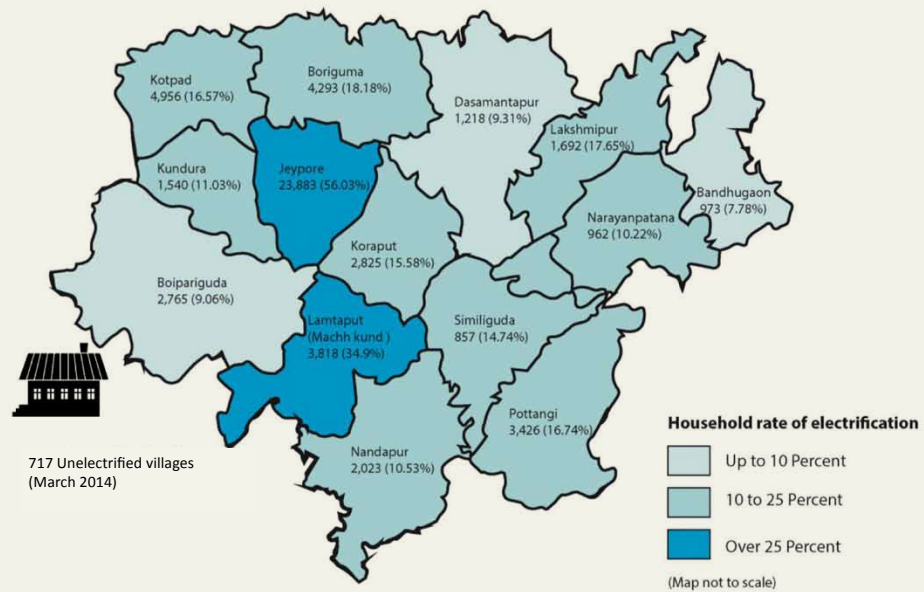 Kotpad
4,956 (16.57%)
Boriguma
4,293 (18.18%)
Dasamantapur
1,218 (9.31%)
Lakshmipur
1,692 (17.65%)
Kundura
1,540 (11.03%)
Jeypore
23,883 (56.03%)
Bandhugaon
973 (7.78%)
Narayanpatana
962 (10.22%)
Koraput
2,825 (15.58%)
Boipariguda
2,765 (9.06%)
Lamtaput
(Machh kund )
3,818 (34.9%)
Similiguda
857 (14.74%)
Pottangi
3,426 (16.74%)
Nandapur
2,023 (10.53%)
717 Unelectrified villages
(March 2014)
Household rate of electrification
Up to 10 Percent
10 to 25 Percent
Over 25 Percent
(Map not to scale)